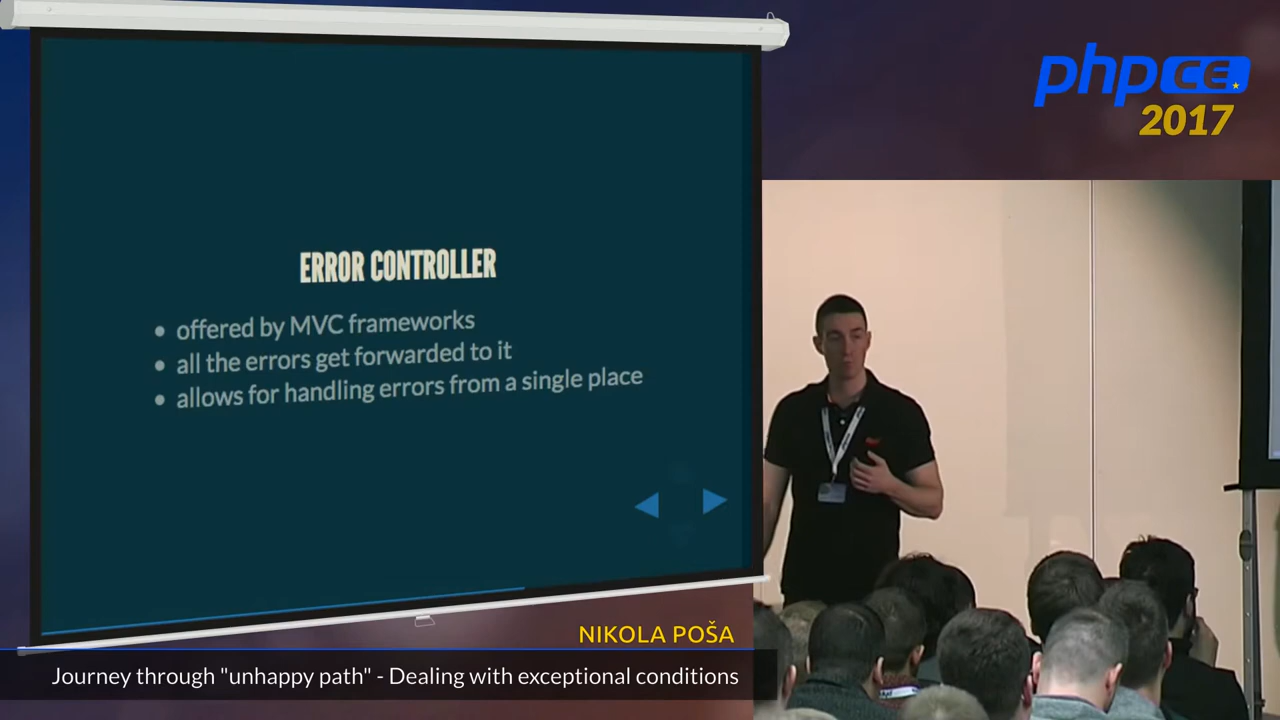 phpCE
2017
ERROR CONTROLLER
offered by MVC frameworks
all the errors get forwarded to it
allows for handling errors from a single place
NIKOLA POŠA
Journey through "unhappy path" - Dealing with exceptional conditions